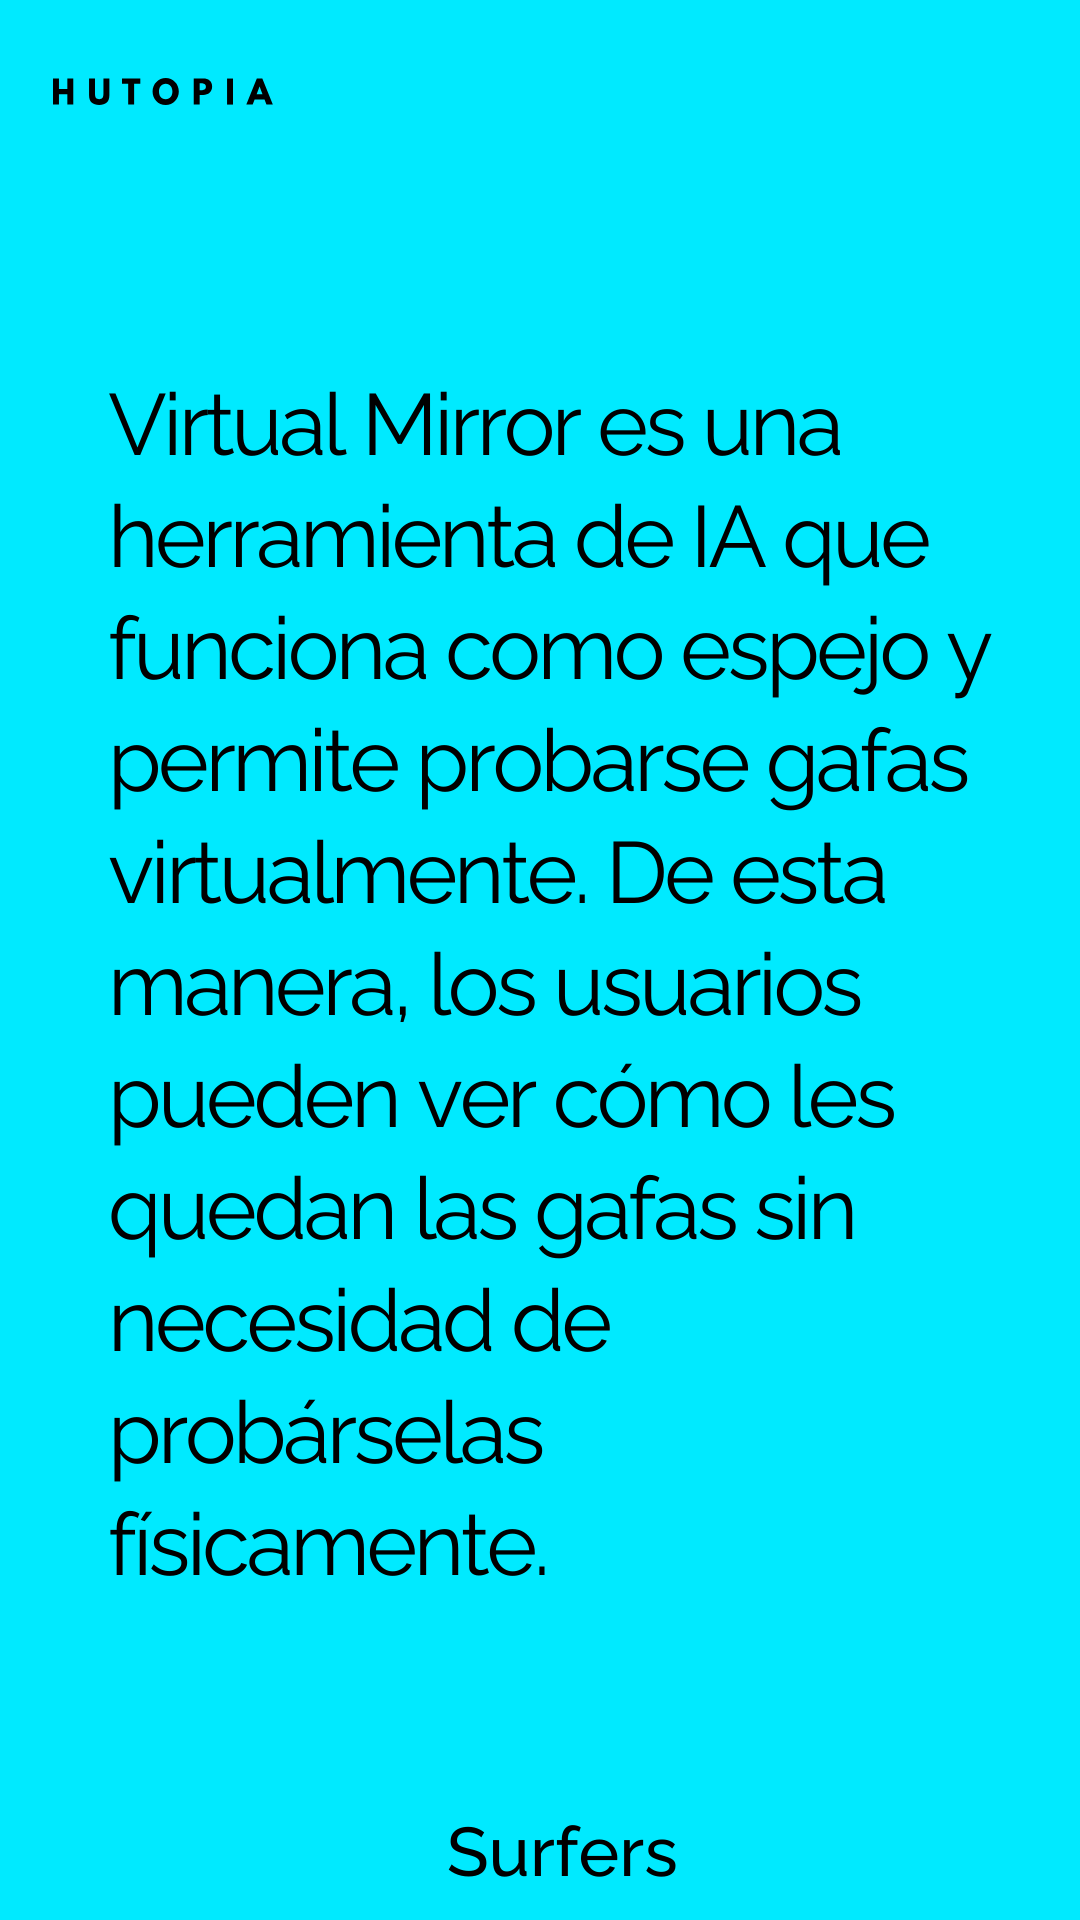 HUTOPIA
Virtual Mirror es una
herramienta de IA que
funciona como espejo y
permite probarse gafas
virtualmente. De esta
manera, los usuarios
pueden ver cómo les
quedan las gafas sin
necesidad de
probárselas
físicamente.
Surfers